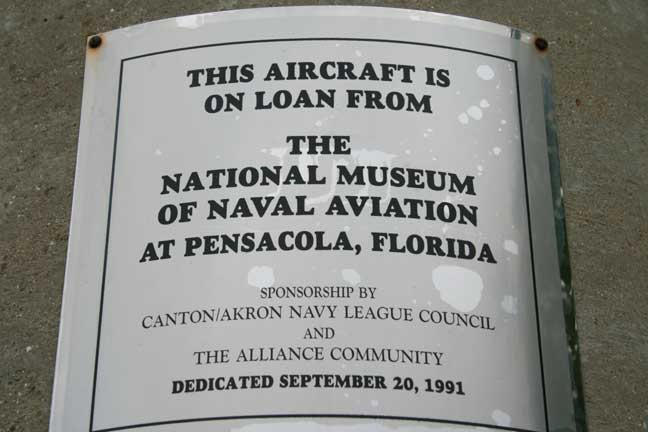 THIS AIRCRAFT IS
ON LOAN FROM
THE
NATIONAL MUSEUM
OF NAVAL AVIATION
AT PENSACOLA, FLORIDA
SPONSORSHIP BY
CANTON/AKRON NAVY LEAGUE COUNCIL
AND
THE ALLIANCE COMMUNITY
DEDICATED SEPTEMBER 20, 1991